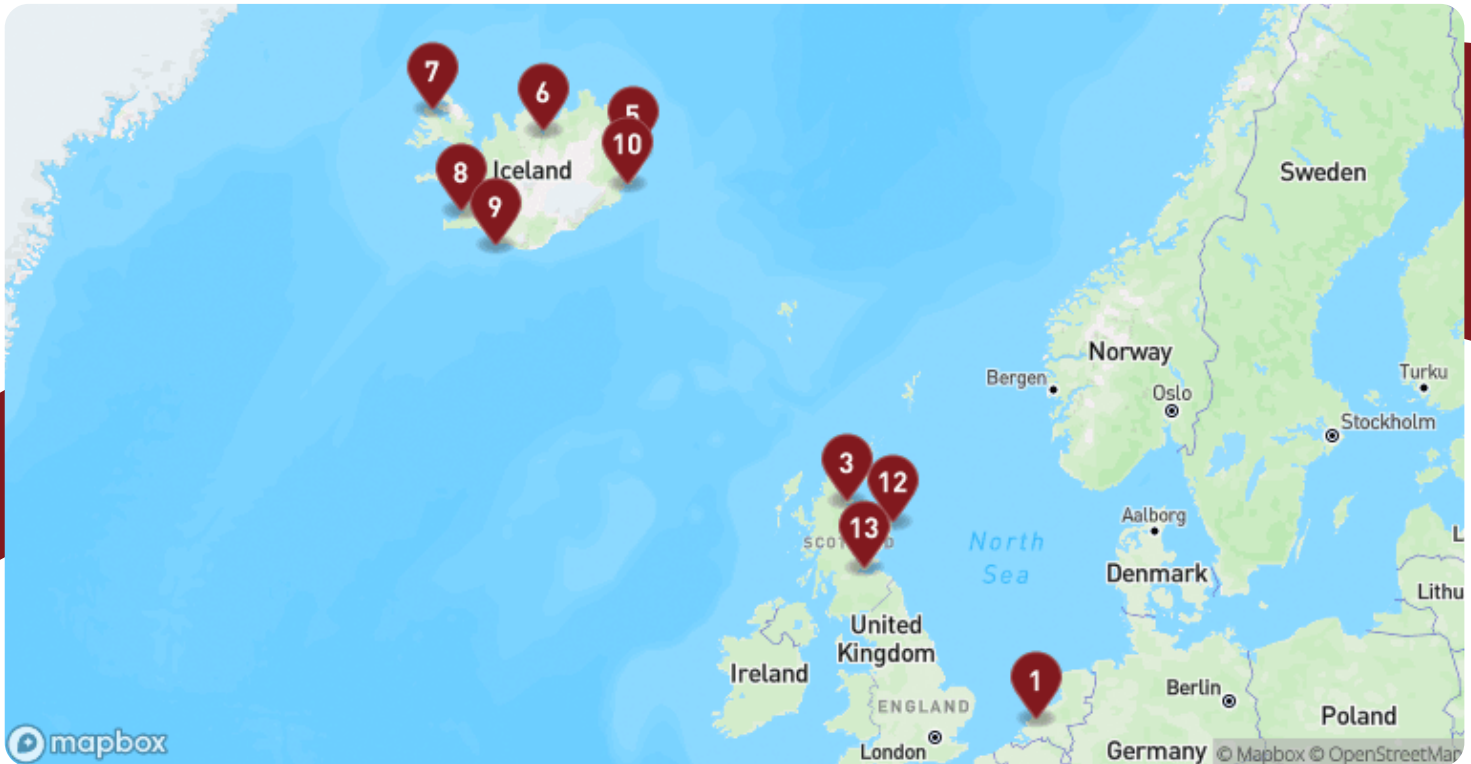 7
6
5
10
8
Iceland
9
Sweden
Norway
Bergen
Oslo
Turku
Stockholm
3
12
13
SCOT D
Aalborg
North
Sea
Denmark
L
Lithu
United
Kingdom
Ireland
1
ENGLAND
Berlin
Poland
London
Germany
mapbox
© Mapbox © OpenStreetMap